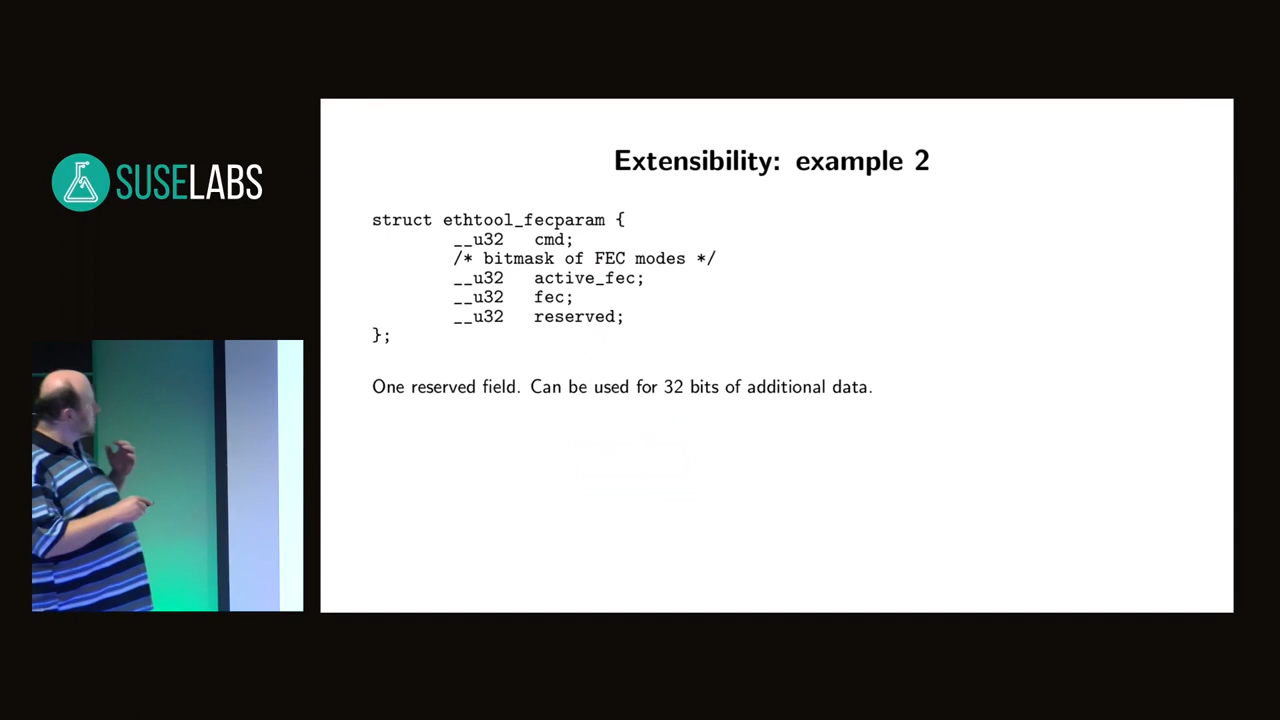 SUSELABS
Extensibility: example 2
struct ethtool_fecparam {
        __u32   cmd;
        /* bitmask of FEC modes */
        __u32   active_fec;
        __u32   fec;
        __u32   reserved;
};
One reserved field. Can be used for 32 bits of additional data.